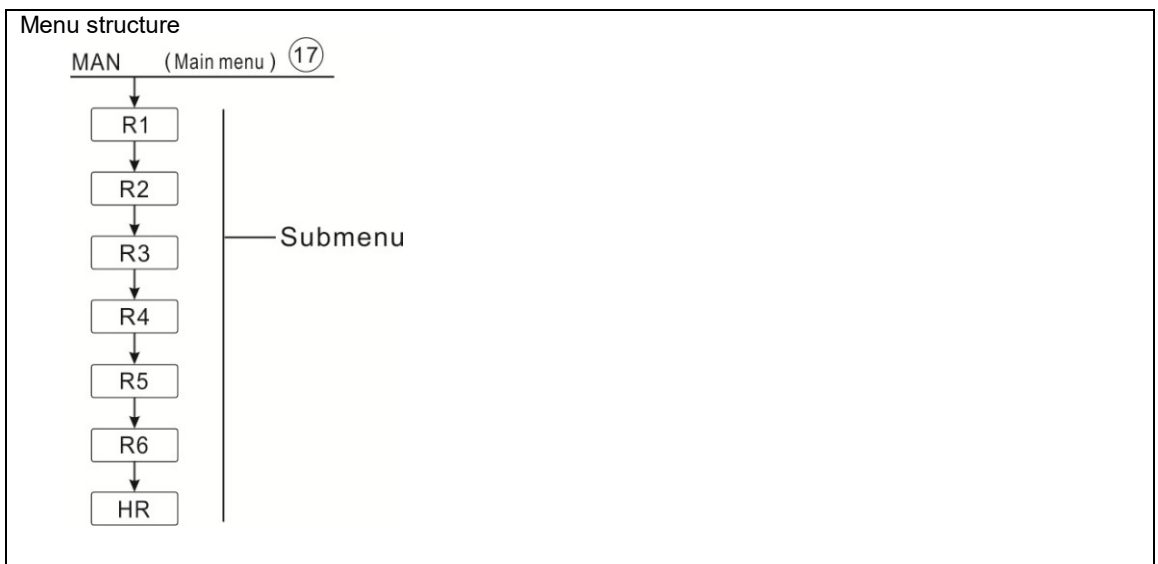 Menu structure
MAN (Main menu) 17
R1
R2
R3
Submenu
R4
R5
R6
HR